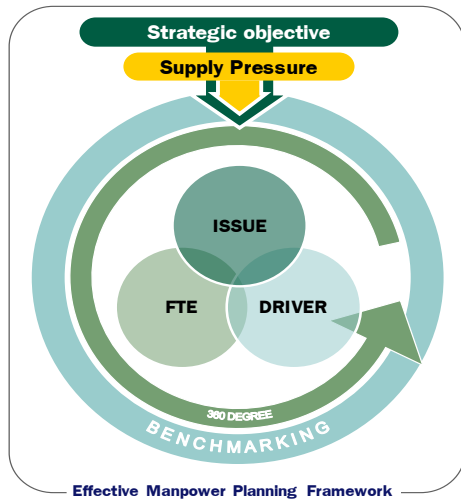 Strategic objective
Supply Pressure
ISSUE
FTE
DRIVER
360 DEGREE
BENCHMARKING
Effective Manpower Planning Framework